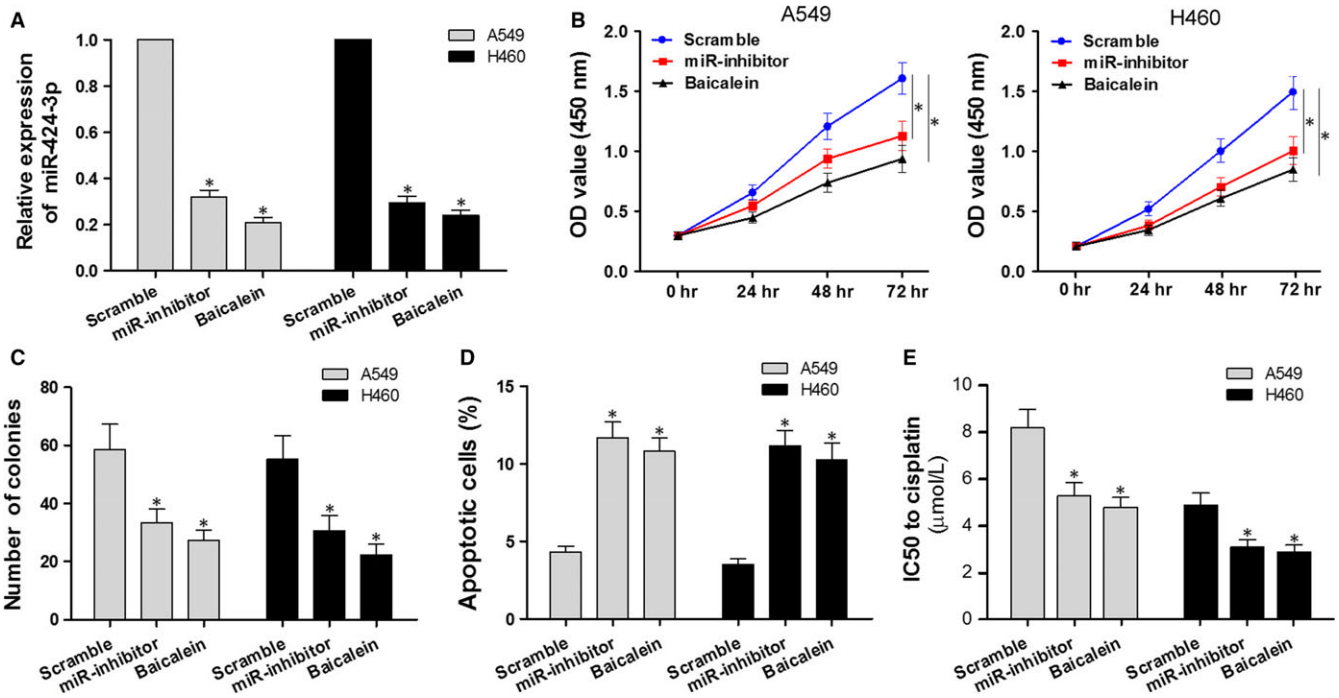 A
Relative expression
of miR-424-3p
1.0
0.8
0.6
0.4
0.2
0.0
A549
H460
*
*
*
*
Scramble
miR-inhibitor
Baicalein
Scramble
miR-inhibitor
Baicalein
B
A549
OD value (450 nm)
2.0
1.5
1.0
0.5
0.0
Scramble
miR-inhibitor
Baicalein
*
*
0 hr
24 hr
48 hr
72 hr
H460
OD value (450 nm)
2.0
1.5
1.0
0.5
0.0
Scramble
miR-inhibitor
Baicalein
*
*
0 hr
24 hr
48 hr
72 hr
C
Number of colonies
80
60
40
20
0
A549
H460
*
*
*
*
Scramble
miR-inhibitor
Baicalein
Scramble
miR-inhibitor
Baicalein
D
Apoptotic cells (%)
15
10
5
0
A549
H460
*
*
*
*
Scramble
miR-inhibitor
Baicalein
Scramble
miR-inhibitor
Baicalein
E
IC50 to cisplatin
(μmol/L)
10
8
6
4
2
0
A549
H460
*
*
*
*
Scramble
miR-inhibitor
Baicalein
Scramble
miR-inhibitor
Baicalein